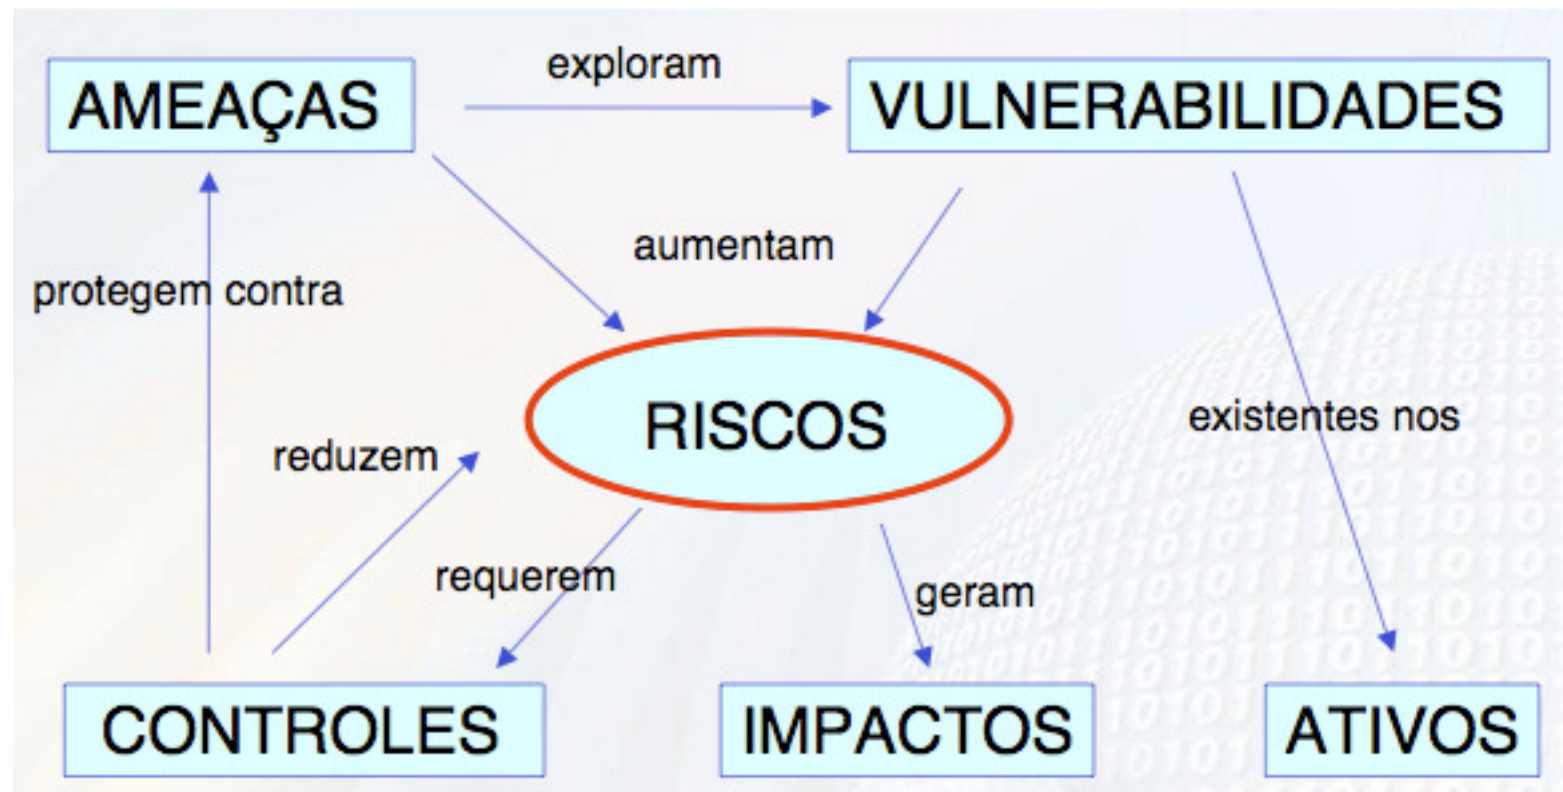 exploram
AMEAÇAS
VULNERABILIDADES
aumentam
protegem contra
RISCOS
existentes nos
reduzem
requerem
geram
CONTROLES
IMPACTOS
ATIVOS